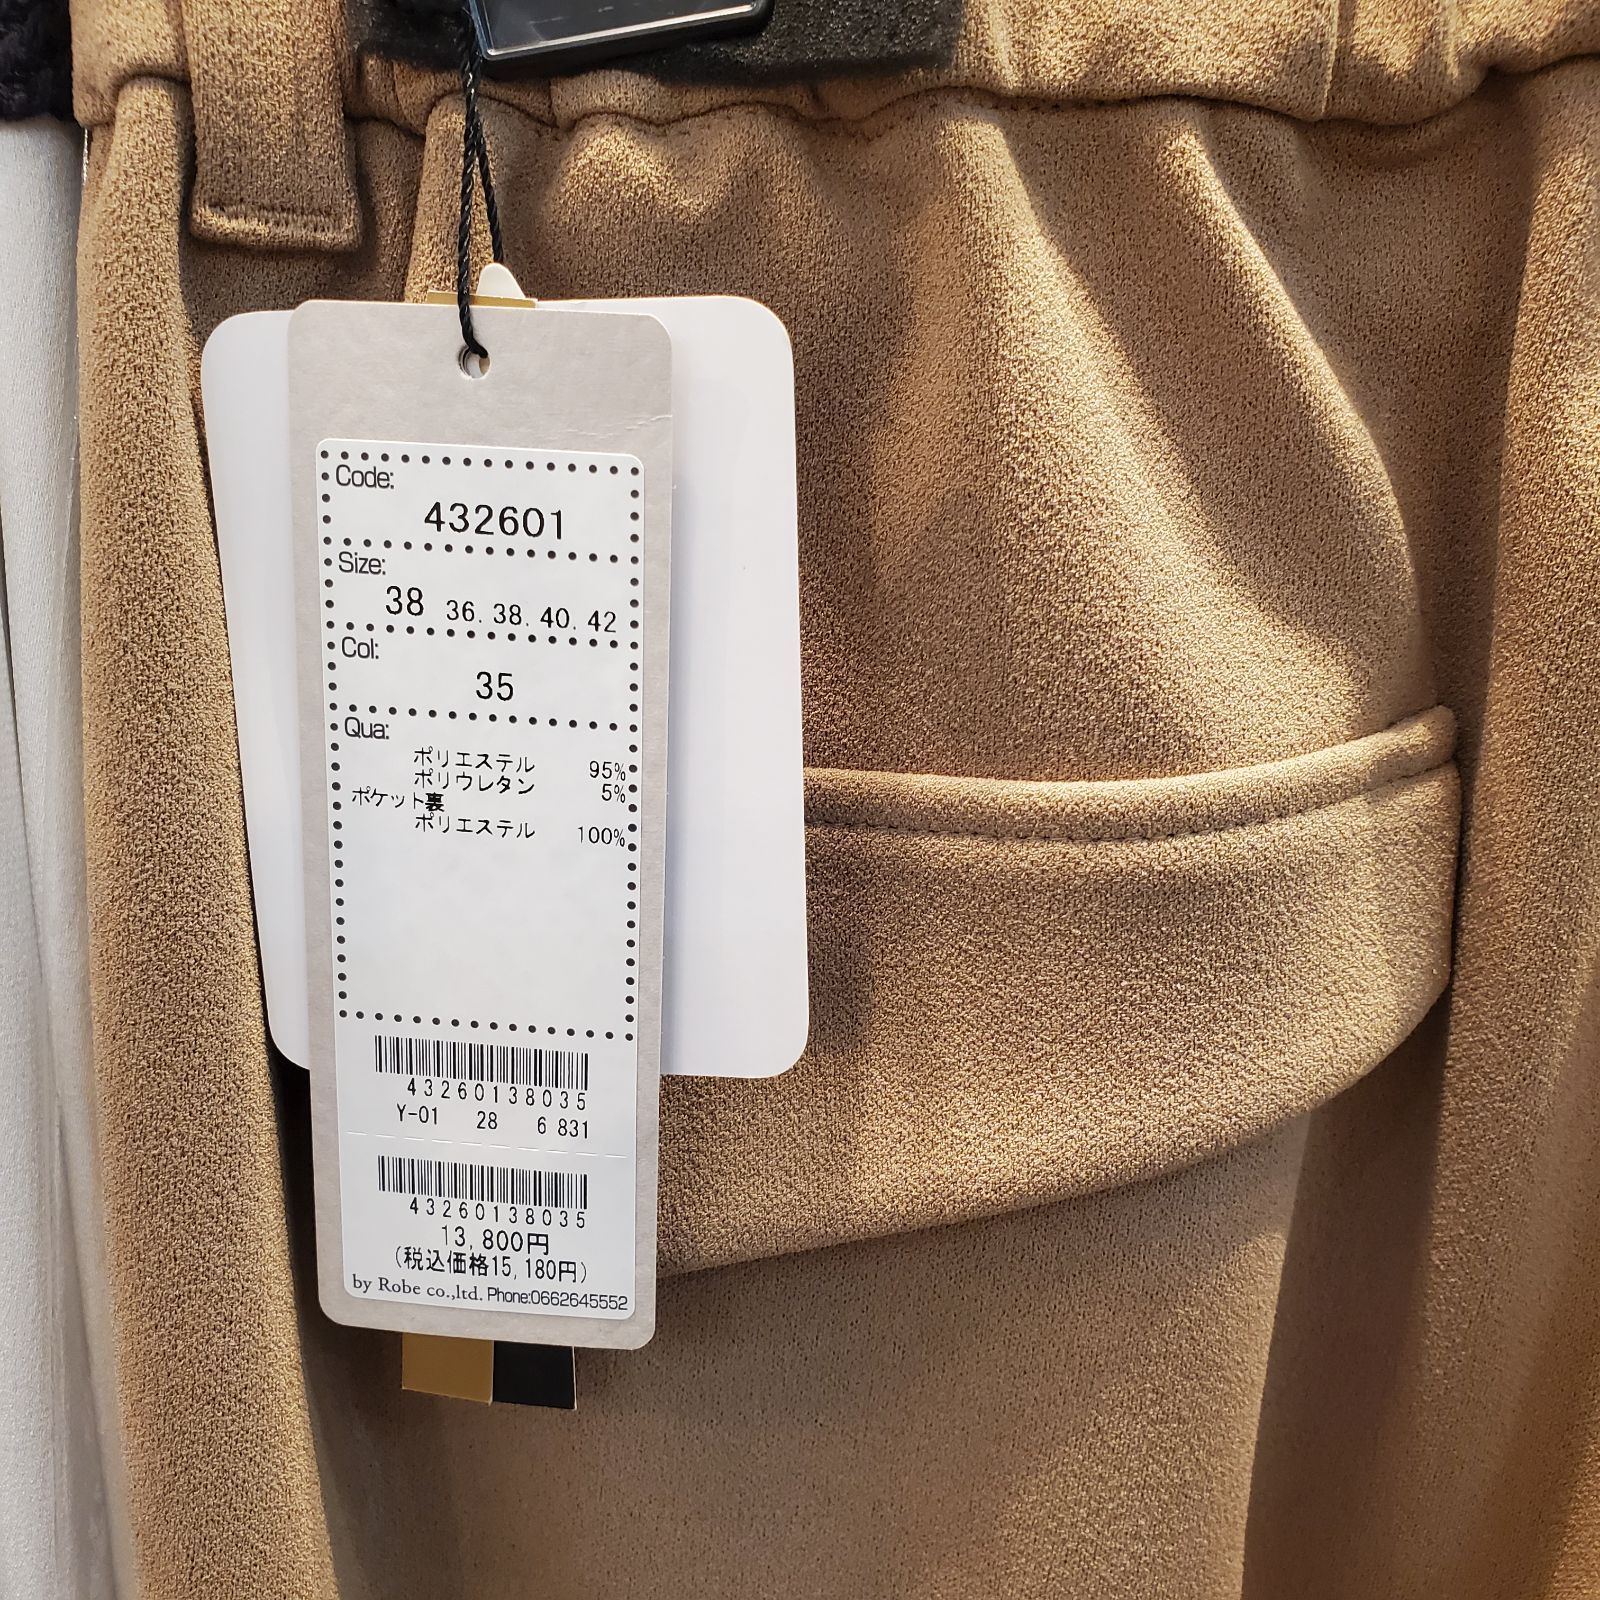 Code:
432601
Size:
38 36. 38. 40. 42
Col:
35
Qua:
ポリエステル 95%
ポリウレタン 5%
ポケット裏
ポリエステル 100%
43260138035
Y-01 28 6 831
43260138035
13,800円
(税込価格15,180円)
by Robe co.,ltd. Phone:0662645552